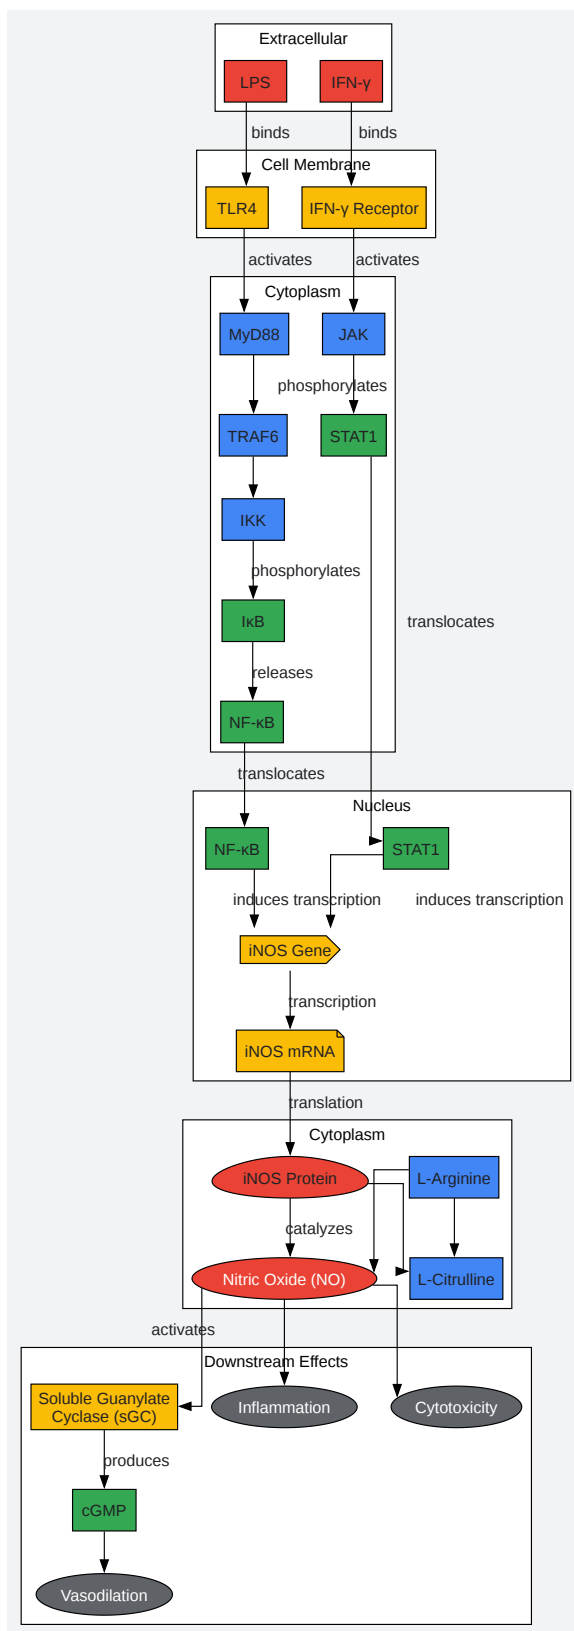 Extracellular
LPS
IFN-γ
binds
binds
Cell Membrane
TLR4
IFN-γ Receptor
activates
activates
Cytoplasm
MyD88
JAK
phosphorylates
TRAF6
STAT1
IKK
phosphorylates
IκB
translocates
releases
NF-κB
translocates
Nucleus
NF-κB
STAT1
induces transcription
induces transcription
iNOS Gene
transcription
iNOS mRNA
translation
Cytoplasm
iNOS Protein
L-Arginine
catalyzes
Nitric Oxide (NO)
L-Citrulline
activates
Downstream Effects
Soluble Guanylate
Cyclase (sGC)
Inflammation
Cytotoxicity
produces
cGMP
Vasodilation